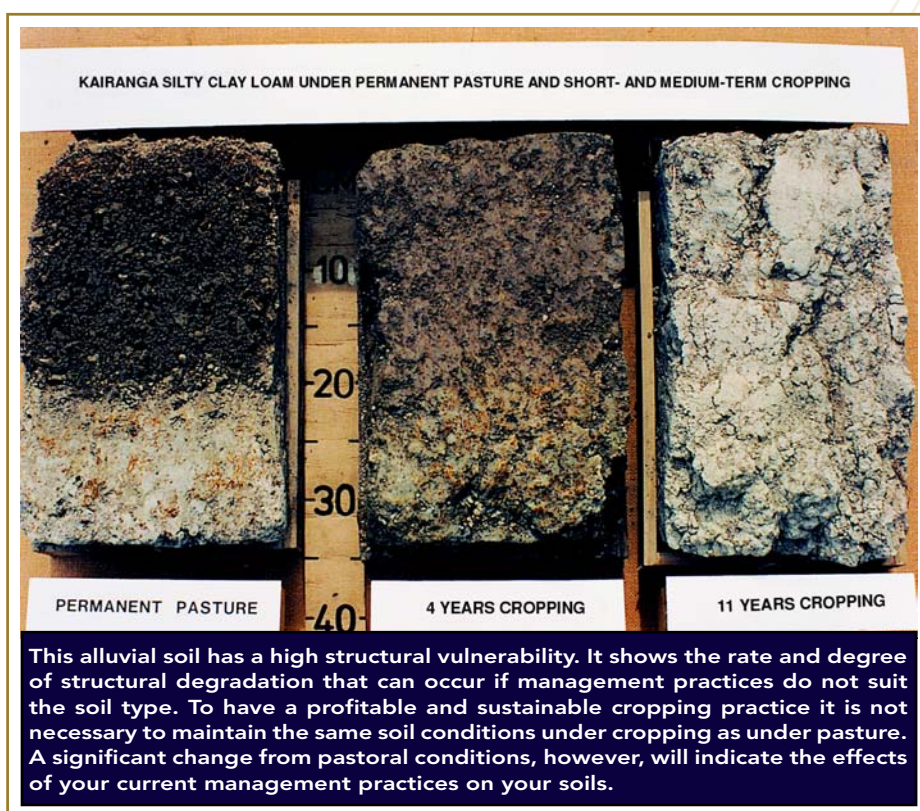 KAIRANGA SILTY CLAY LOAM UNDER PERMANENT PASTURE AND SHORT- AND MEDIUM-TERM CROPPING
10
20
30
40
PERMANENT PASTURE
4 YEARS CROPPING
11 YEARS CROPPING
This alluvial soil has a high structural vulnerability. It shows the rate and degree
of structural degradation that can occur if management practices do not suit
the soil type. To have a profitable and sustainable cropping practice it is not
necessary to maintain the same soil conditions under cropping as under pasture.
A significant change from pastoral conditions, however, will indicate the effects
of your current management practices on your soils.